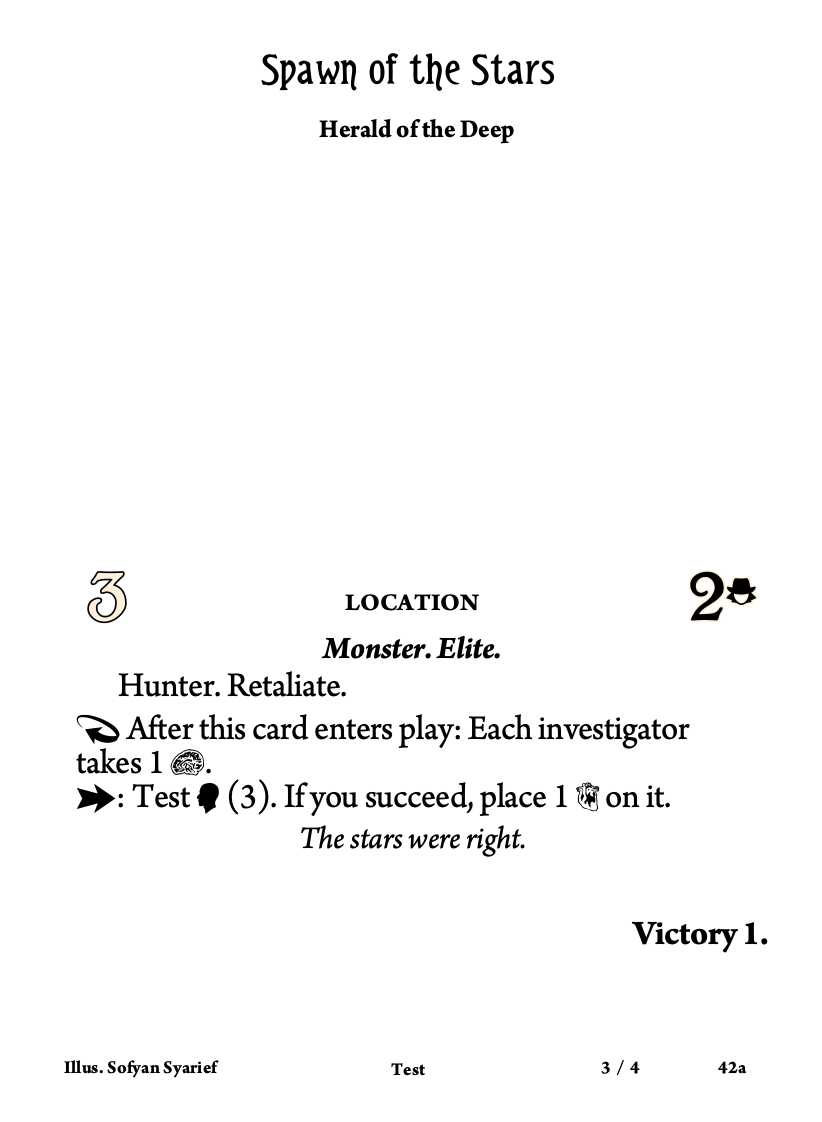 Spawn of the Stars
Herald of the Deep
3
LOCATION
2
Monster. Elite.
Hunter. Retaliate.
After this card enters play: Each investigator
takes 1 .
: Test (3). If you succeed, place 1 on it.
The stars were right.
Victory 1.
Illus. Sofyan Syarief
Test
3 / 4
42a